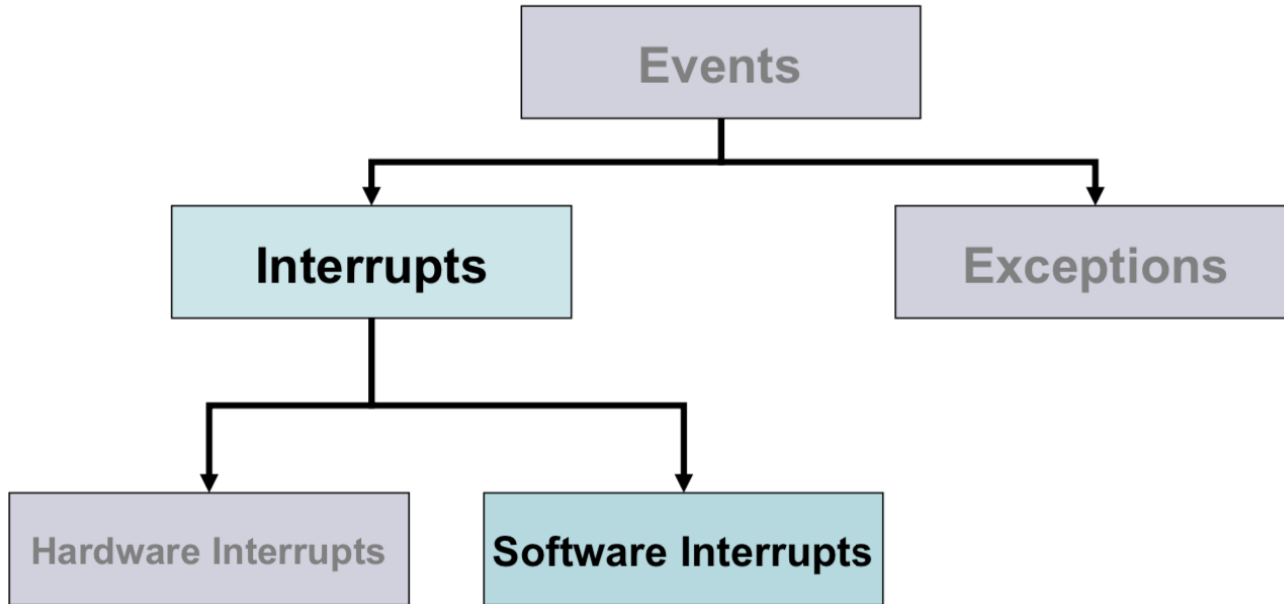 Events
Interrupts
Exceptions
Hardware Interrupts
Software Interrupts